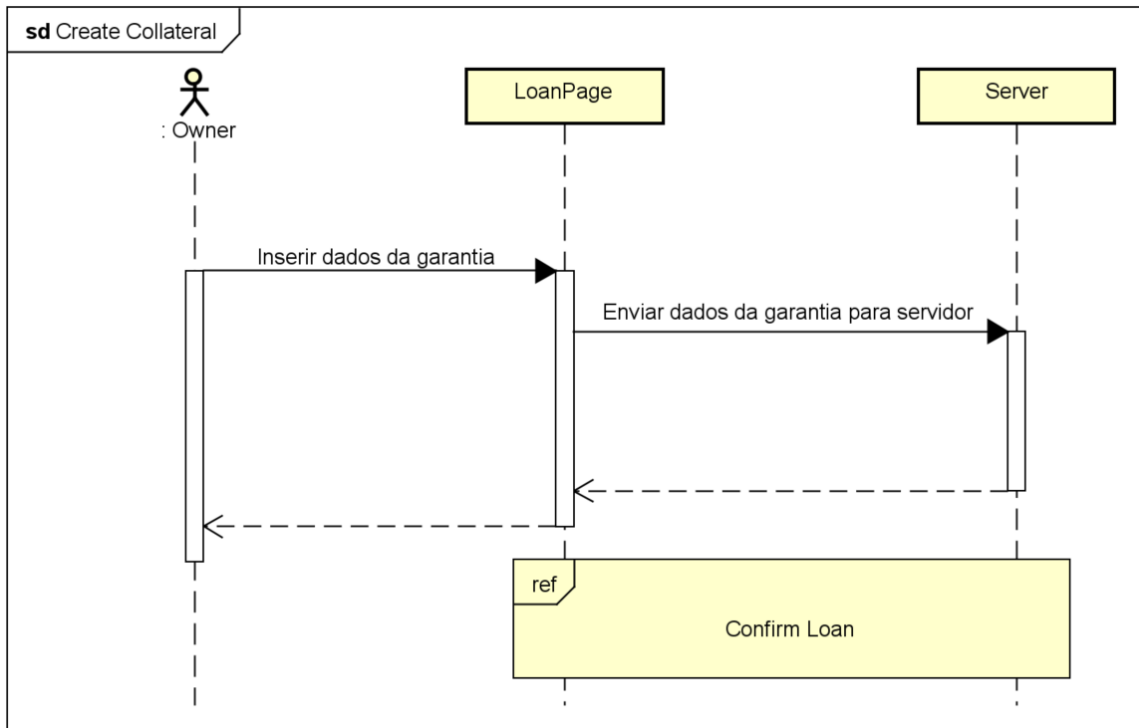 sd Create Collateral
LoanPage
Server
: Owner
Inserir dados da garantia
Enviar dados da garantia para servidor
ref
Confirm Loan